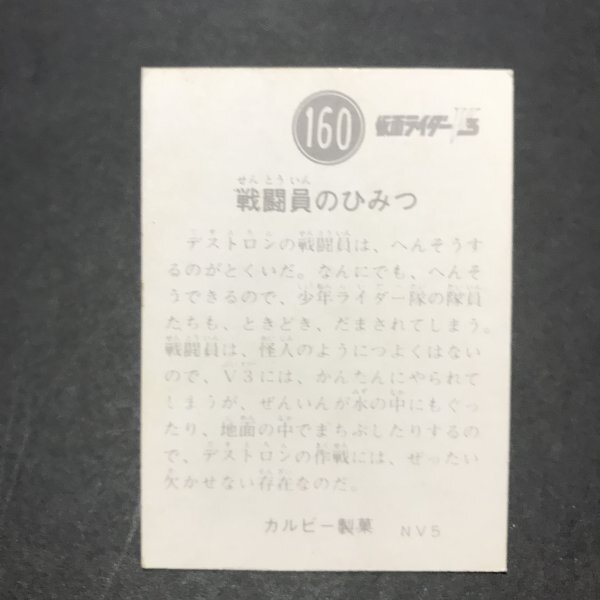 160 仮面ライダーV3
せんとういん
戦闘員のひみつ
デストロンの戦闘員は、へんそうす
るのがとくいだ。なんにでも、へんそ
うできるので、少年ライダー隊の隊員
たちも、ときどき、だまされてしまう。
戦闘員は、怪人のようにつよくはない
ので、V3には、かんたんにやられて
しまうが、ぜんいんが水の中にもぐっ
たり、地面の中でまちぶしたりするの
で、デストロンの作戦には、ぜったい
欠かせない存在なのだ。
カルビー製菓 NV5